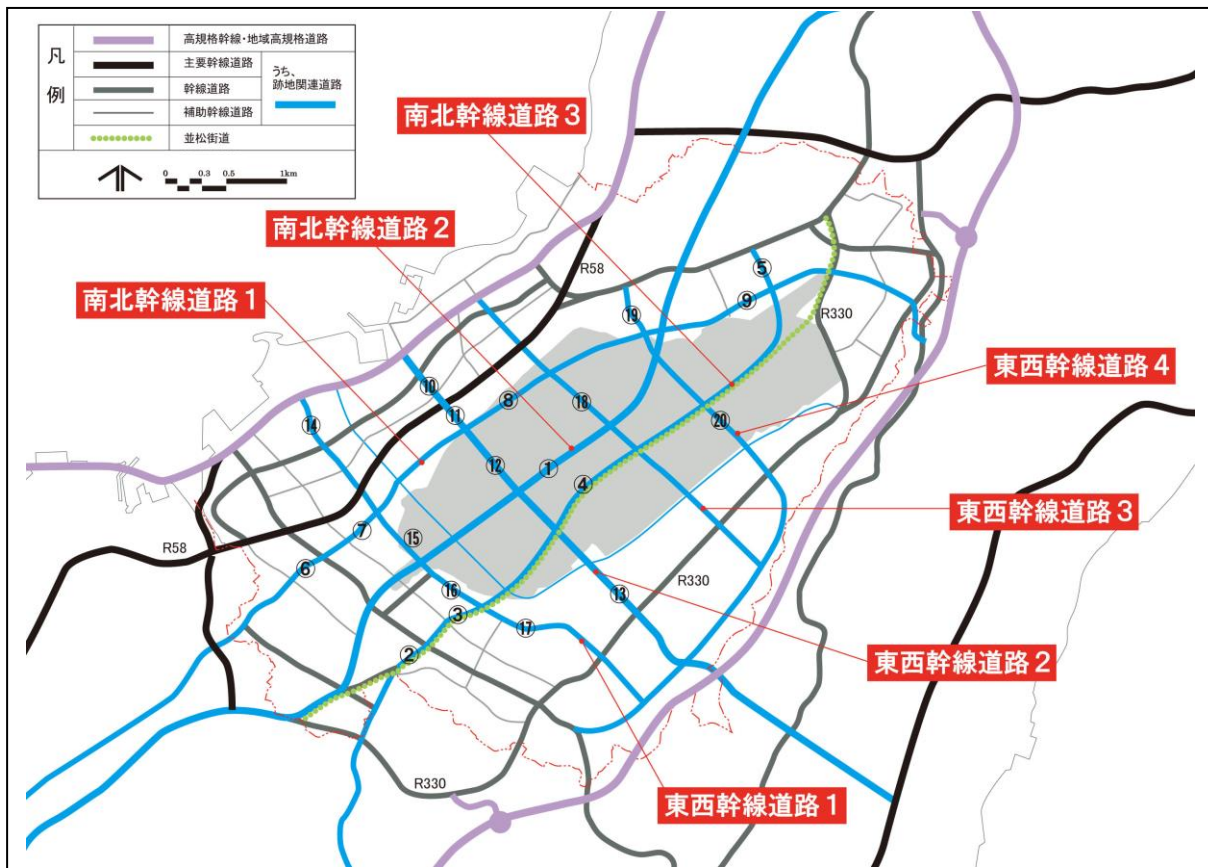 凡例
高規格幹線・地域高規格道路
主要幹線道路
幹線道路
補助幹線道路
うち、
跡地関連道路
並松街道
0 0.3 0.5 1km
南北幹線道路3
南北幹線道路2
南北幹線道路1
R58
⑤
⑨
⑲
R330
東西幹線道路4
⑩
⑪
⑧
⑱
⑭
⑳
⑫
①
④
東西幹線道路3
⑦
⑮
R58
⑥
⑯
R330
⑬
③
⑰
②
東西幹線道路2
R330
東西幹線道路1